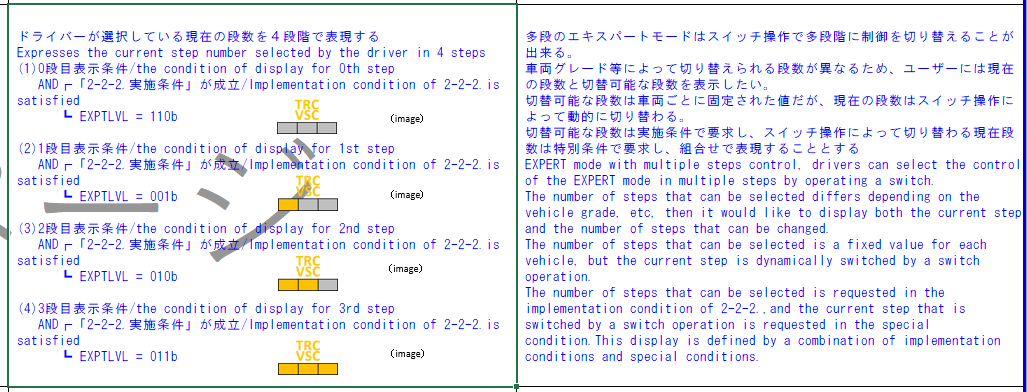 ドライバーが選択している現在の段数を４段階で表現する
Expresses the current step number selected by the driver in 4 steps
(1)0段目表示条件/the condition of display for 0th step
AND┏「2-2-2.実施条件」が成立/Implementation condition of 2-2-2.is
satisfied
┗ EXPTLVL = 110b
TRC
VSC
(image)
(2)1段目表示条件/the condition of display for 1st step
AND┏「2-2-2.実施条件」が成立/Implementation condition of 2-2-2.is
satisfied
┗ EXPTLVL = 001b
TRC
VSC
(image)
(3)2段目表示条件/the condition of display for 2nd step
AND┏「2-2-2.実施条件」が成立/Implementation condition of 2-2-2.is
satisfied
┗ EXPTLVL = 010b
TRC
VSC
(image)
(4)3段目表示条件/the condition of display for 3rd step
AND┏「2-2-2.実施条件」が成立/Implementation condition of 2-2-2.is
satisfied
┗ EXPTLVL = 011b
TRC
VSC
(image)
多段のエキスパートモードはスイッチ操作で多段階に制御を切り替えることが
出来る。
車両グレード等によって切り替えられる段数が異なるため、ユーザーには現在
の段数と切替可能な段数を表示したい。
切替可能な段数は車両ごとに固定された値だが、現在の段数はスイッチ操作に
よって動的に切り替わる。
切替可能な段数は実施条件で要求し、スイッチ操作によって切り替わる現在段
数は特別条件で要求し、組合せで表現することとする
EXPERT mode with multiple steps control, drivers can select the control
of the EXPERT mode in multiple steps by operating a switch.
The number of steps that can be selected differs depending on the
vehicle grade, etc, then it would like to display both the current step
and the number of steps that can be changed.
The number of steps that can be selected is a fixed value for each
vehicle, but the current step is dynamically switched by a switch
operation.
The number of steps that can be selected is requested in the
implementation condition of 2-2-2.,and the current step that is
switched by a switch operation is requested in the special
condition.This display is defined by a combination of implementation
conditions and special conditions.